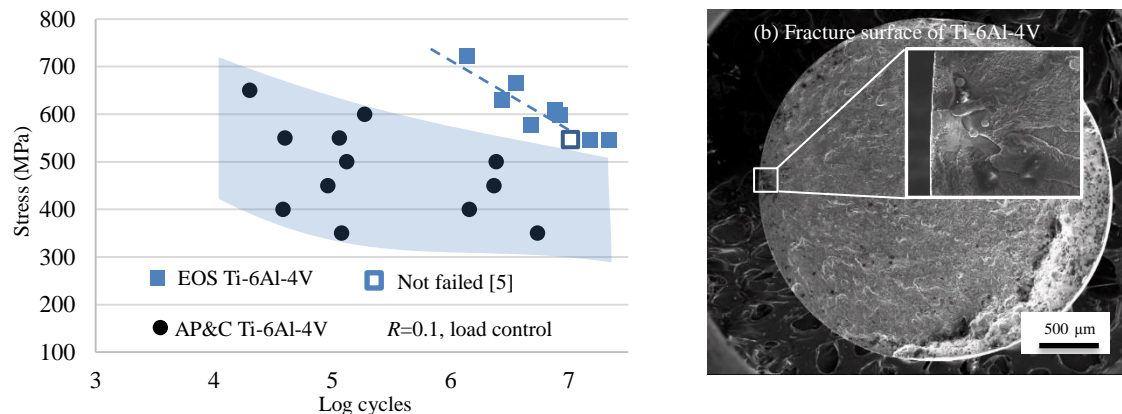 800
700
600
500
400
300
200
100
Stress (MPa)
EOS Ti-6Al-4V
Not failed [5]
AP&C Ti-6Al-4V
R=0.1, load control
3 4 5 6 7
Log cycles
(b) Fracture surface of Ti-6Al-4V
500 μm